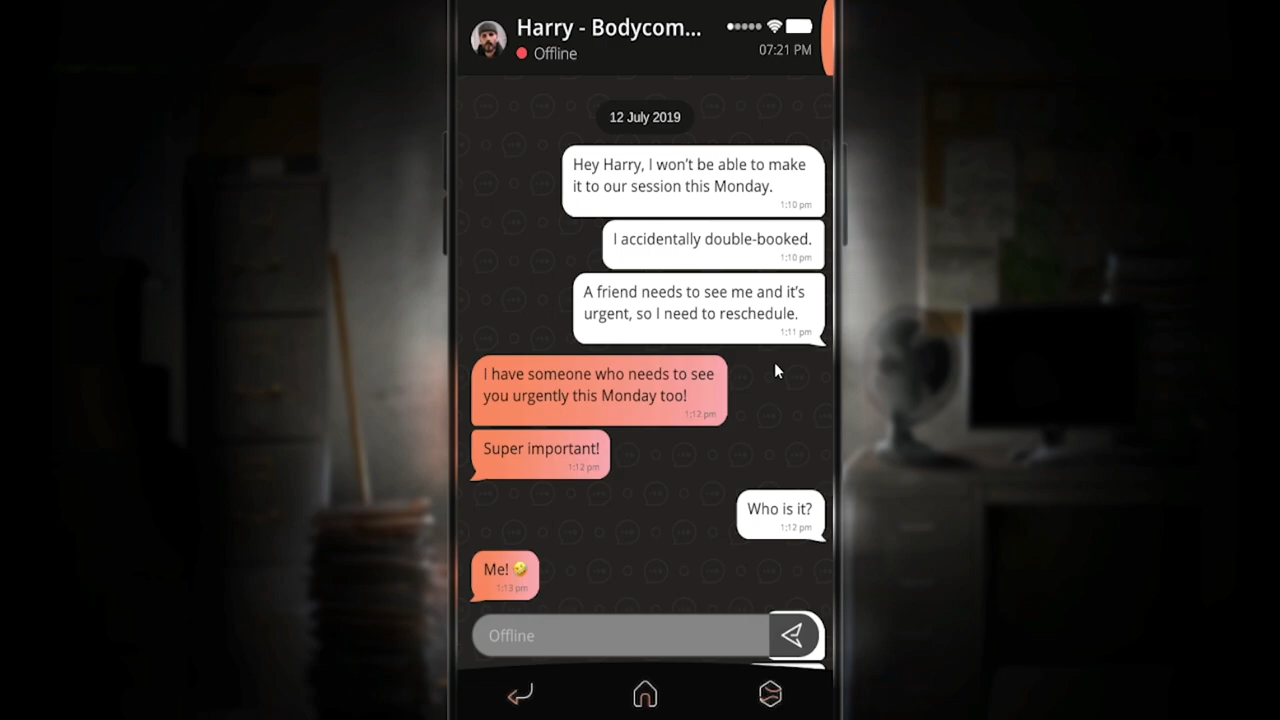 Harry - Bodycom...
Offline
07:21 PM
12 July 2019
Hey Harry, I won't be able to make
it to our session this Monday.
1:10 pm
I accidentally double-booked.
1:10 pm
A friend needs to see me and it's
urgent, so I need to reschedule.
1:11 pm
I have someone who needs to see
you urgently this Monday too!
1:12 pm
Super important!
1:12 pm
Who is it?
1:12 pm
Me! 🤣
1:13 pm
Offline